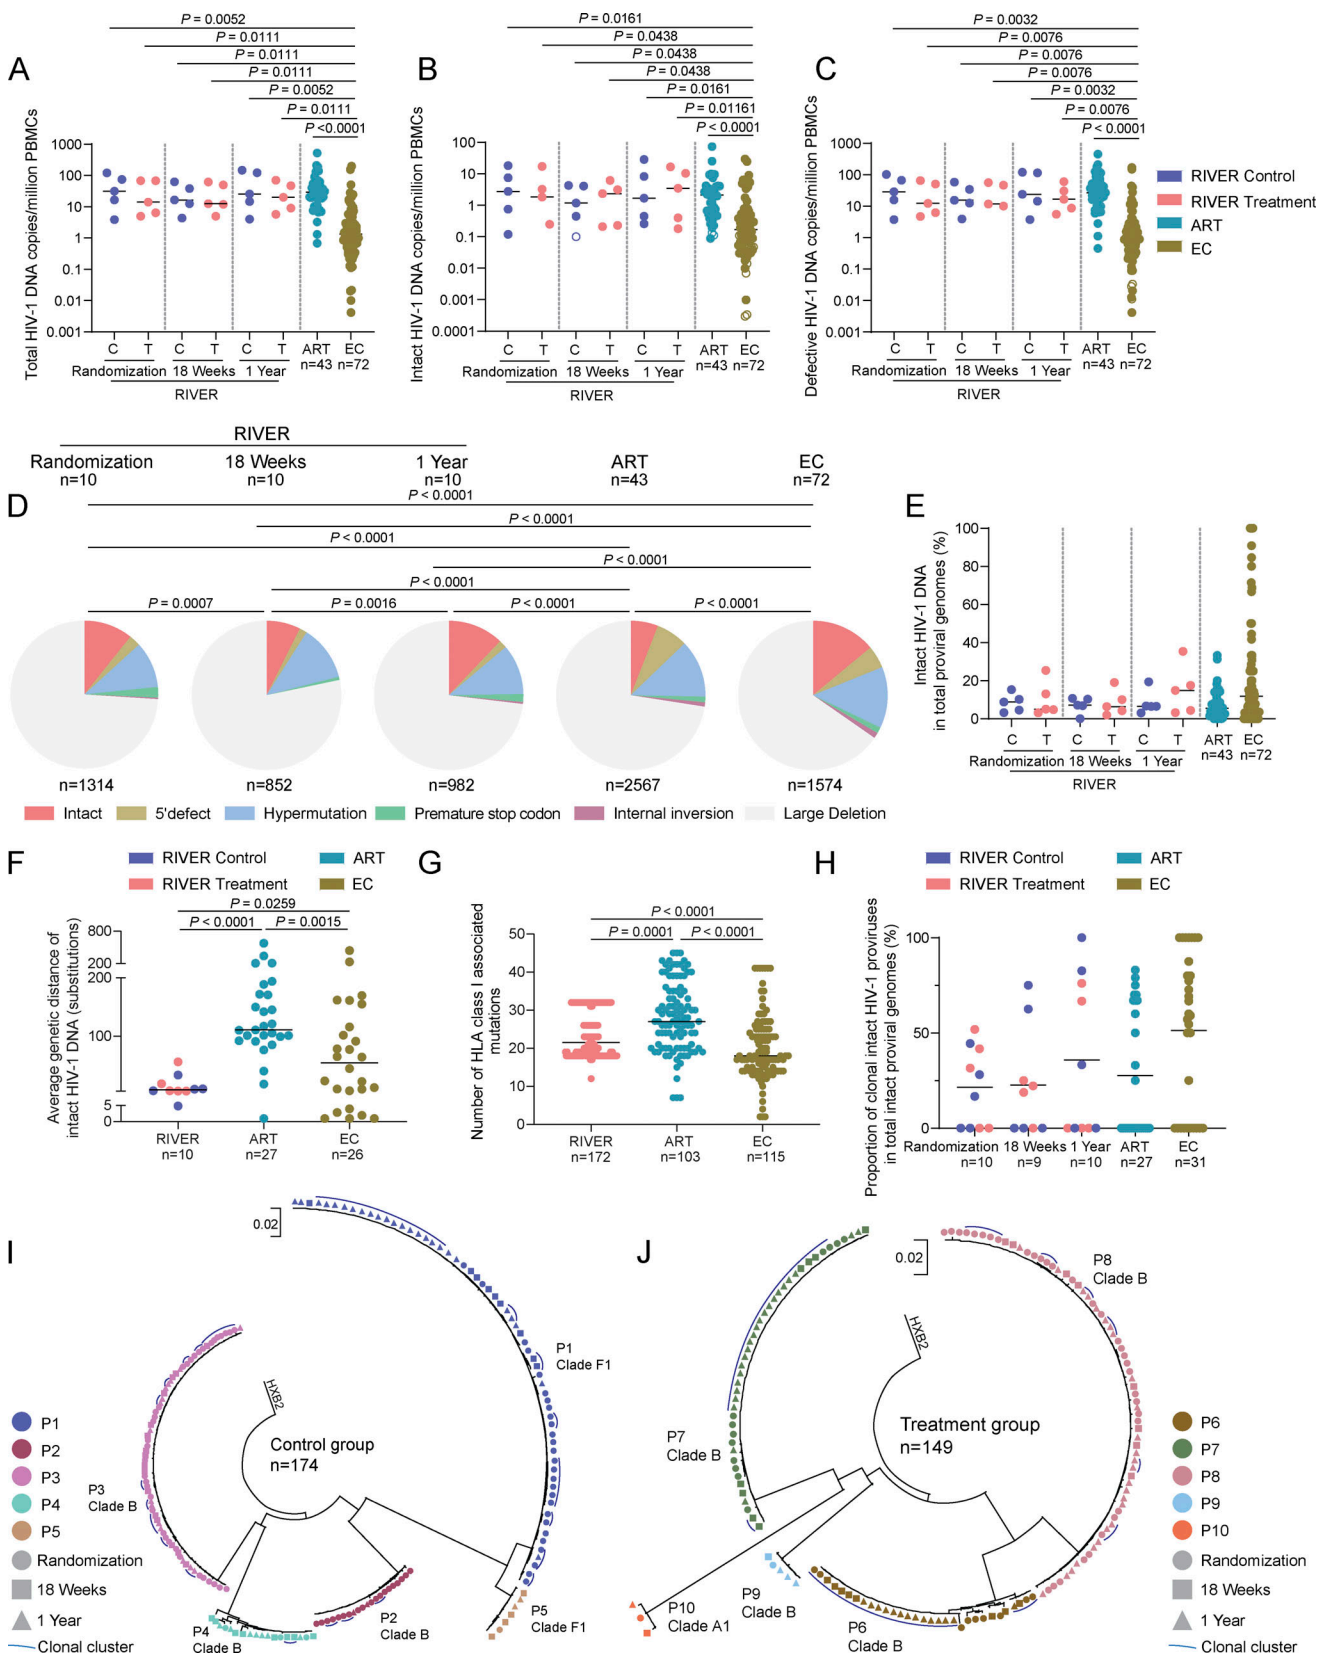 A
P = 0.0052
P = 0.0111
P = 0.0111
P = 0.0111
P = 0.0052
P = 0.0111
P <0.0001
Total HIV-1 DNA copies/million PBMCs
1000
100
10
1
0.1
0.01
0.001
C T C T C T ART EC
Randomization 18 Weeks 1 Year n=43 n=72
RIVER
B
P = 0.0161
P = 0.0438
P = 0.0438
P = 0.0438
P = 0.0161
P = 0.01161
P < 0.0001
Intact HIV-1 DNA copies/million PBMCs
100
10
1
0.1
0.01
0.001
0.0001
C T C T C T ART EC
Randomization 18 Weeks 1 Year n=43 n=72
RIVER
C
P = 0.0032
P = 0.0076
P = 0.0076
P = 0.0076
P = 0.0032
P = 0.0076
P < 0.0001
Defective HIV-1 DNA copies/million PBMCs
1000
100
10
1
0.1
0.01
0.001
C T C T C T ART EC
Randomization 18 Weeks 1 Year n=43 n=72
RIVER
RIVER Control
RIVER Treatment
ART
EC
D
RIVER
Randomization 18 Weeks 1 Year ART EC
n=10 n=10 n=10 n=43 n=72
P < 0.0001
P < 0.0001
P < 0.0001
P < 0.0001
P < 0.0001
P = 0.0007 P = 0.0016 P < 0.0001 P < 0.0001
n=1314 n=852 n=982 n=2567 n=1574
Intact 5'defect Hypermutation Premature stop codon Internal inversion Large Deletion
E
Intact HIV-1 DNA
in total proviral genomes (%)
100
80
60
40
20
0
C T C T C T ART EC
Randomization 18 Weeks 1 Year n=43 n=72
RIVER
F
RIVER Control ART
RIVER Treatment EC
P = 0.0259
P < 0.0001 P = 0.0015
Average genetic distance of
intact HIV-1 DNA (substitutions)
800
200
200
100
5
0
RIVER ART EC
n=10 n=27 n=26
G
P < 0.0001
P = 0.0001 P < 0.0001
Number of HLA class I associated
mutations
50
40
30
20
10
0
RIVER ART EC
n=172 n=103 n=115
H
RIVER Control ART
RIVER Treatment EC
Proportion of clonal intact HIV-1 proviruses
in total intact proviral genomes (%)
100
50
0
Randomization 18 Weeks 1 Year ART EC
n=10 n=9 n=10 n=27 n=31
I
0.02
HXB2
Control group
n=174
P1
Clade F1
P3
Clade B
P4
Clade B
P2
Clade B
P5
Clade F1
P1
P2
P3
P4
P5
Randomization
18 Weeks
1 Year
Clonal cluster
J
0.02
HXB2
Treatment group
n=149
P8
Clade B
P7
Clade B
P9
Clade B
P10
Clade A1
P6
Clade B
P6
P7
P8
P9
P10
Randomization
18 Weeks
1 Year
Clonal cluster